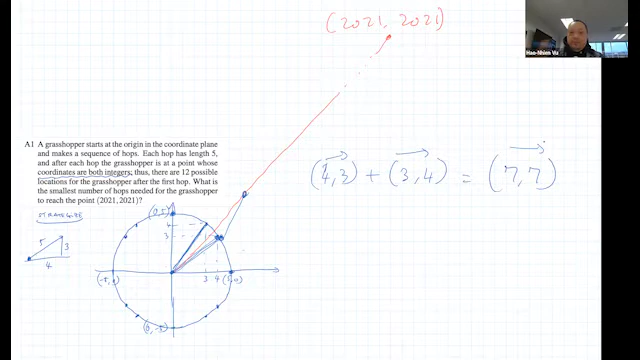 (2021, 2021)
Han-Nhien Vu
A1 A grasshopper starts at the origin in the coordinate plane
and makes a sequence of hops. Each hop has length 5,
and after each hop the grasshopper is at a point whose
coordinates are both integers; thus, there are 12 possible
locations for the grasshopper after the first hop. What is
the smallest number of hops needed for the grasshopper
to reach the point (2021, 2021)?
(4,3) + (3,4) = (7,7)
(0,5)
4
3
5
3
4
(-5,0)
3 4 (5,0)
(0,-5)